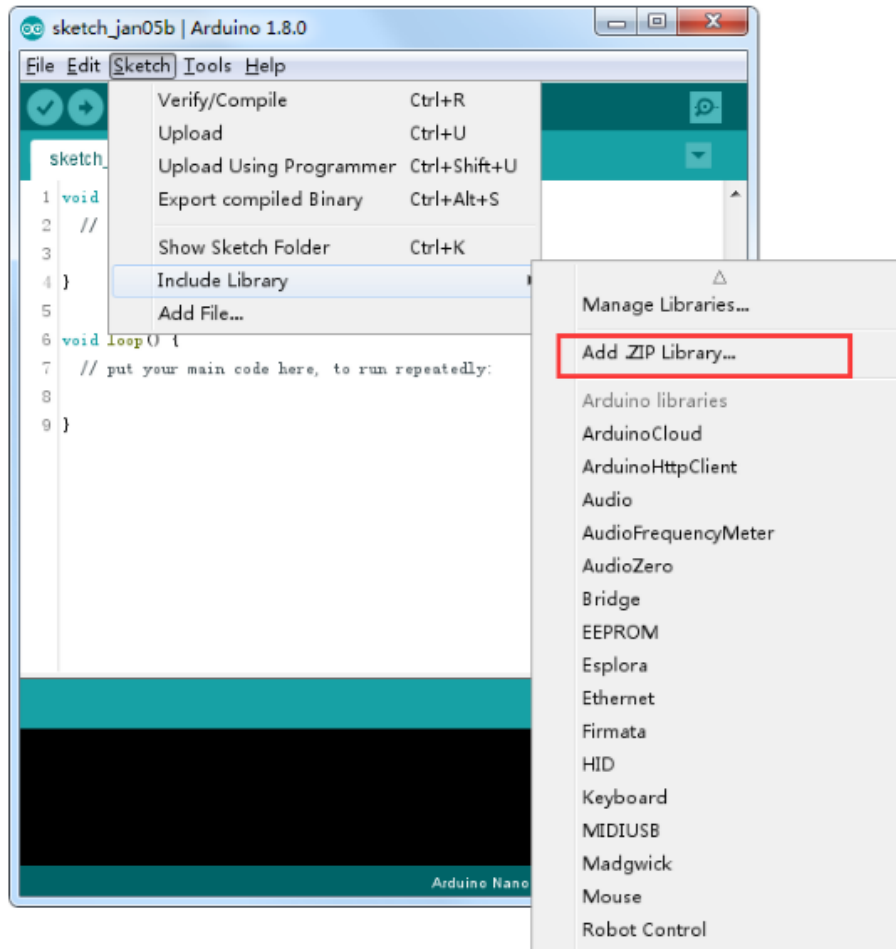 sketch_jan05b | Arduino 1.8.0
File Edit Sketch Tools Help
Verify/Compile Ctrl+R
Upload Ctrl+U
Upload Using Programmer Ctrl+Shift+U
Export compiled Binary Ctrl+Alt+S
Show Sketch Folder Ctrl+K
Include Library
Add File...
sketch_
1 void
2 //
3
4 }
5
6 void loop() {
7 // put your main code here, to run repeatedly:
8
9 }
Manage Libraries...
Add .ZIP Library...
Arduino libraries
ArduinoCloud
ArduinoHttpClient
Audio
AudioFrequencyMeter
AudioZero
Bridge
EEPROM
Esplora
Ethernet
Firmata
HID
Keyboard
MIDIUSB
Madgwick
Mouse
Robot Control
Arduino Nano